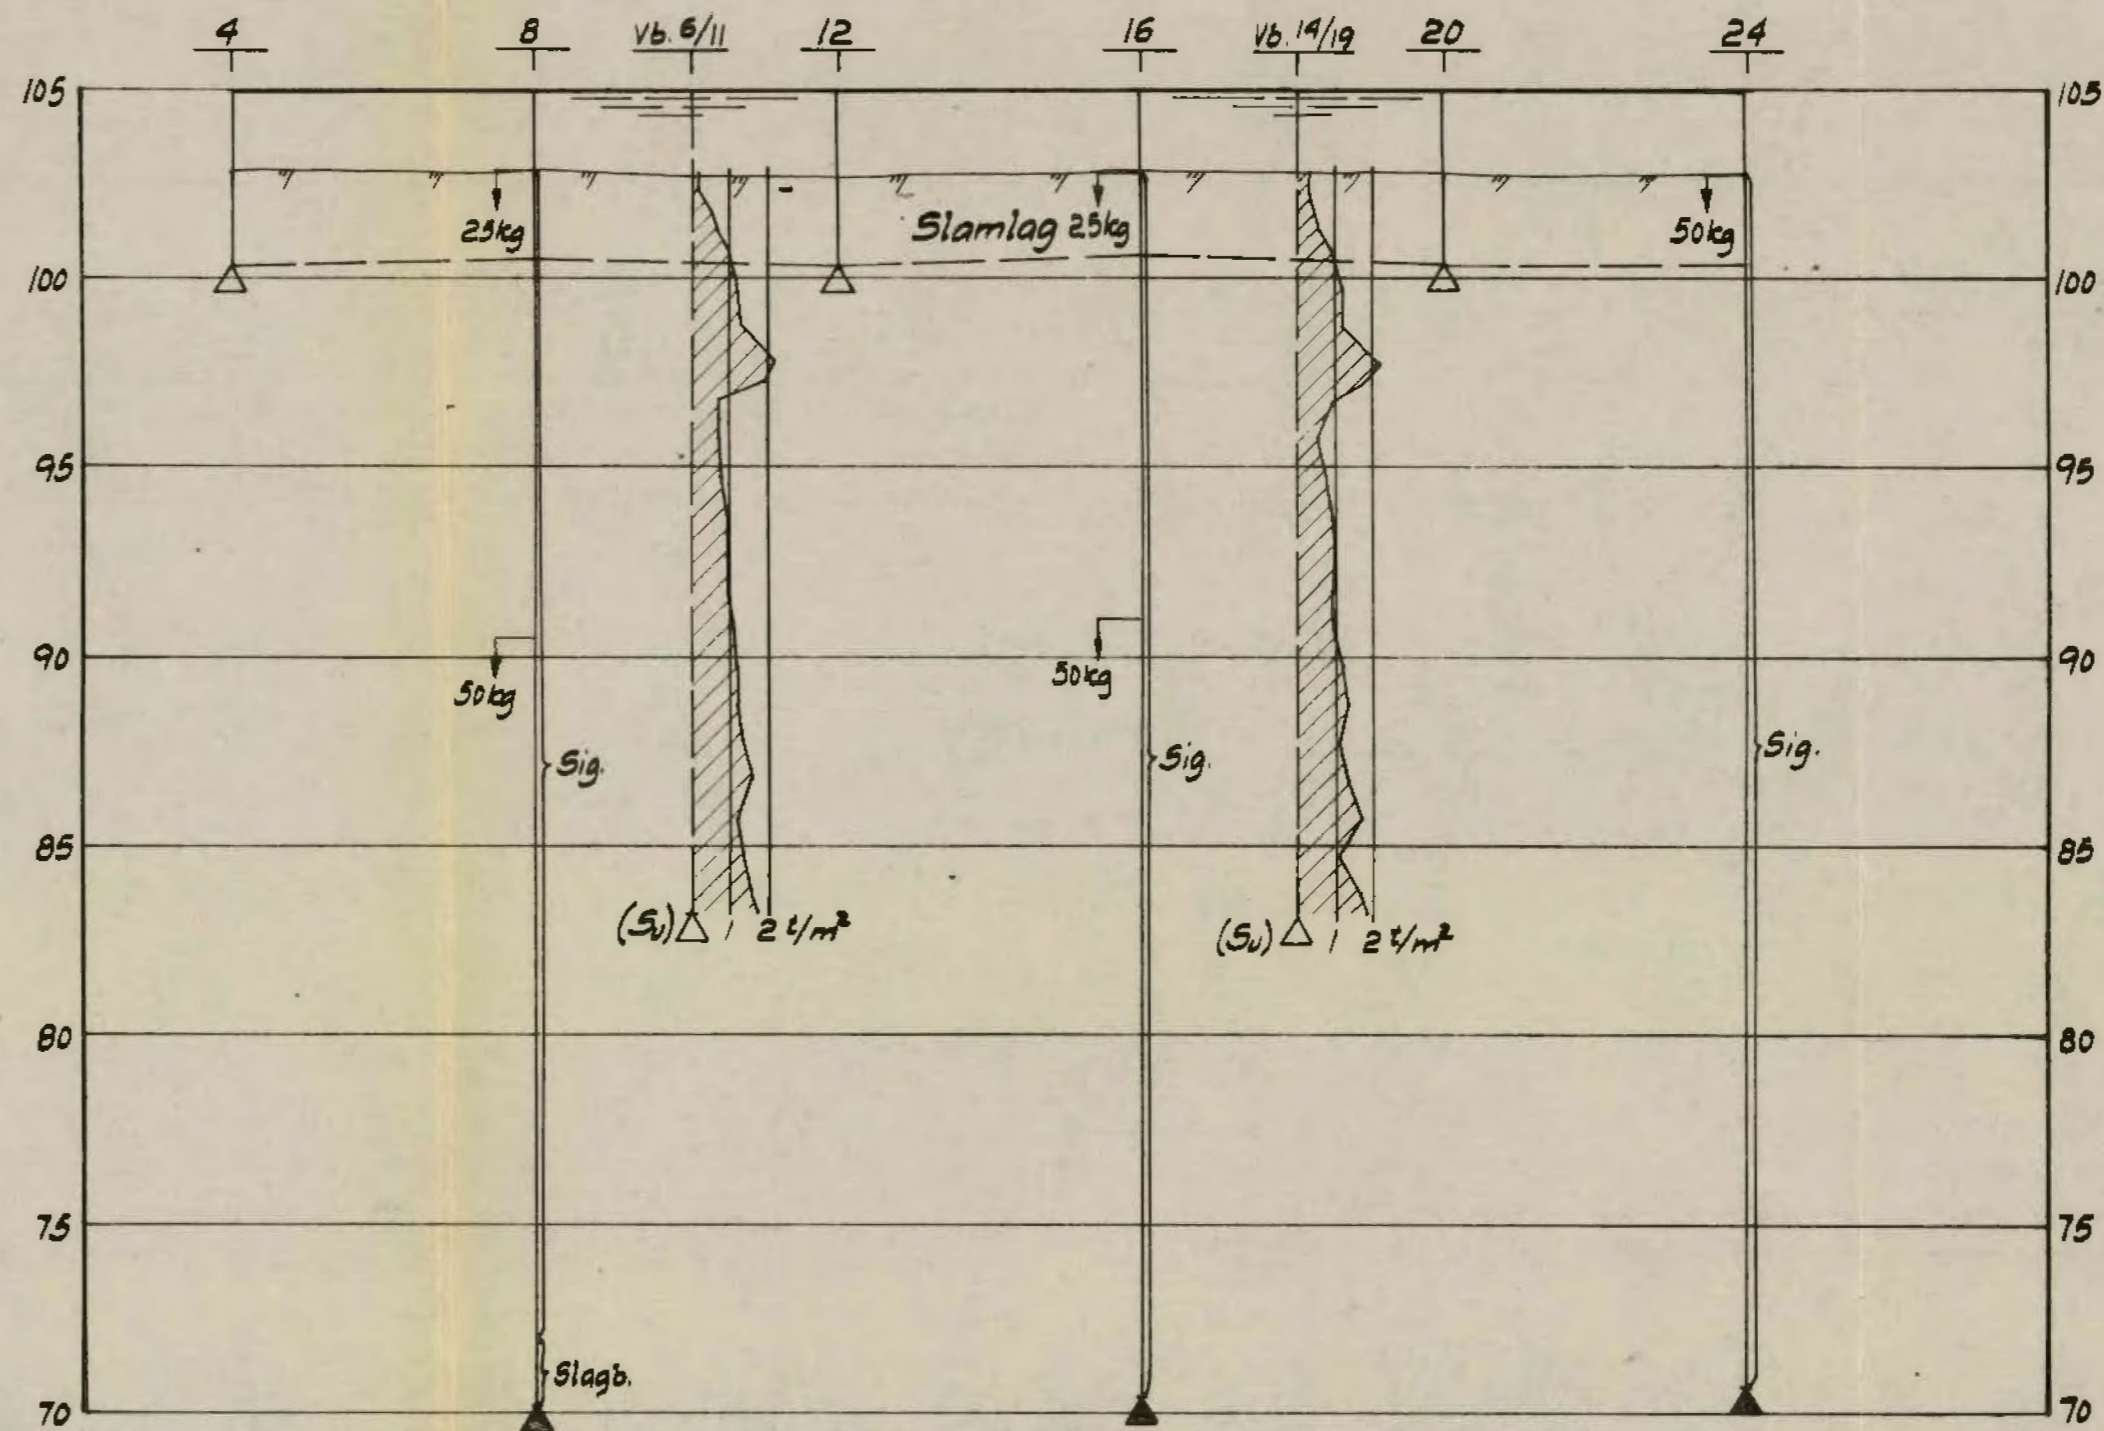 4 8 Vb. 6/11 12 16 Vb. 14/19 20 24
105 105
25kg Slamlag 25kg 50kg
100 100
95 95
90 90
50kg 50kg
Sig. Sig. Sig.
85 85
(Sv) 1 2 t/m² (Sv) 1 2 t/m²
80 80
75 75
Slagb.
70 70